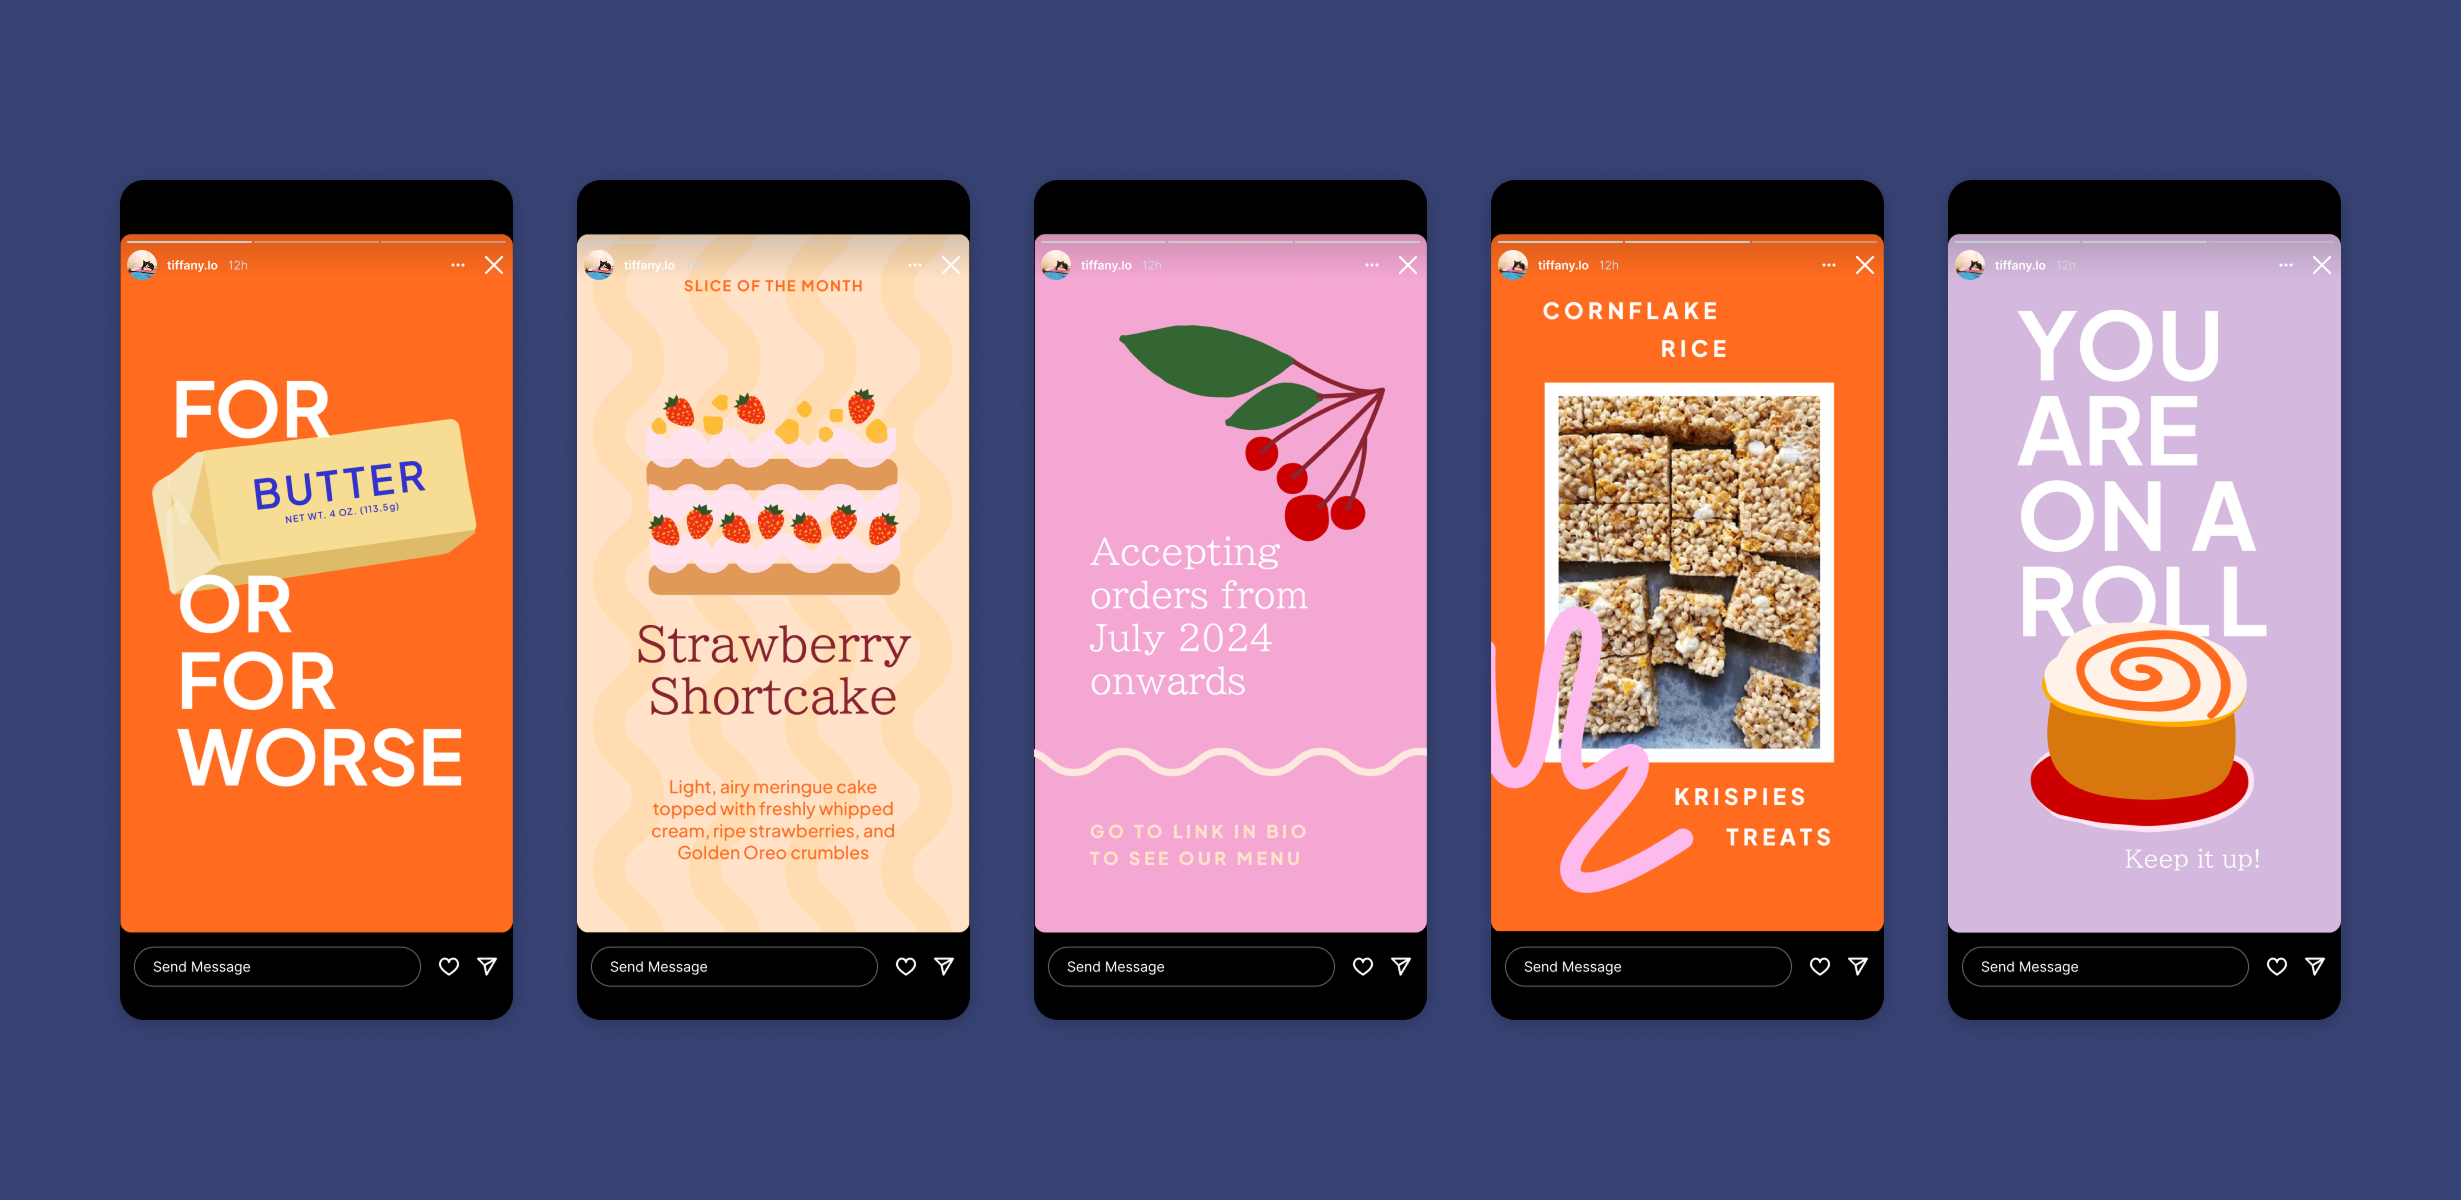 tiffany.lo 12h
FOR
BUTTER
NET WT. 4 OZ. (113.5g)
OR
FOR
WORSE
Send Message
tiffany.lo
SLICE OF THE MONTH
Strawberry
Shortcake
Light, airy meringue cake
topped with freshly whipped
cream, ripe strawberries, and
Golden Oreo crumbles
Send Message
tiffany.lo 12h
Accepting
orders from
July 2024
onwards
GO TO LINK IN BIO
TO SEE OUR MENU
Send Message
tiffany.lo 12h
CORNFLAKE
RICE
KRISPIES
TREATS
Send Message
tiffany.lo 12h
YOU
ARE
ON A
ROLL
Keep it up!
Send Message